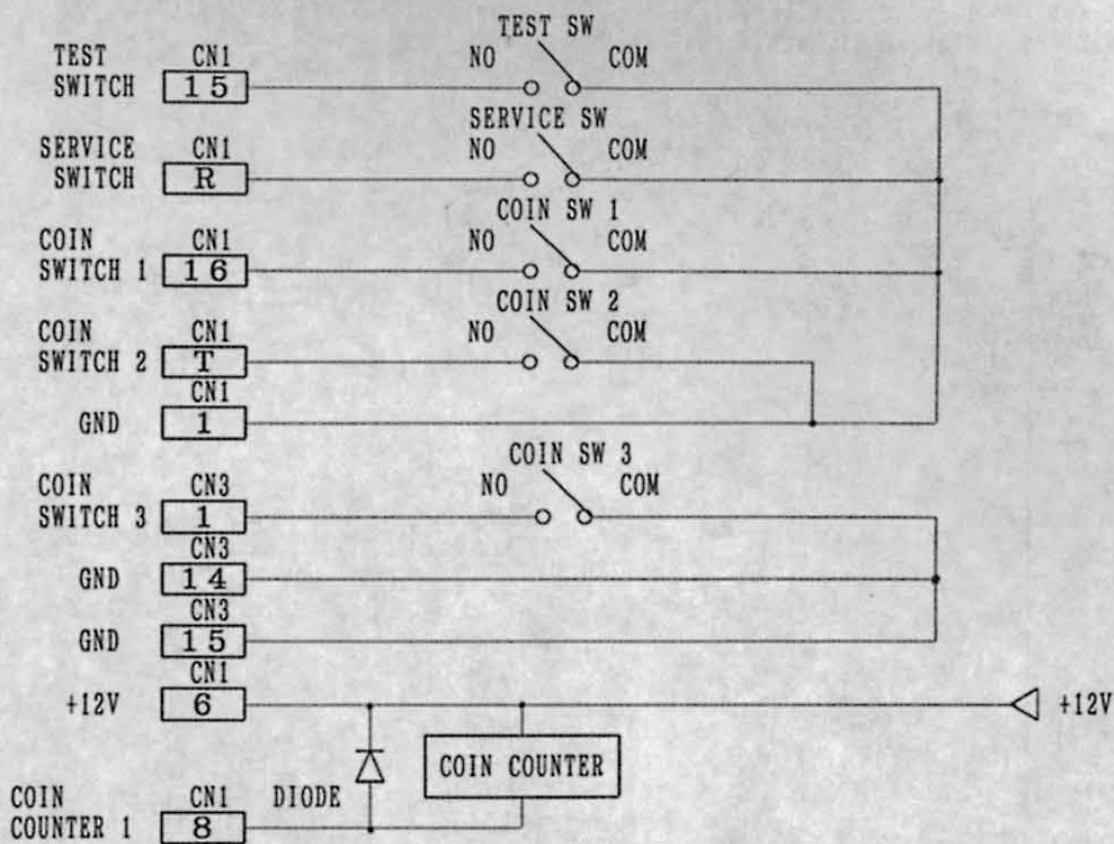 TEST SW
TEST CN1 NO COM
SWITCH 15
SERVICE SW
SERVICE CN1 NO COM
SWITCH R
COIN SW 1
COIN CN1 NO COM
SWITCH 1 16
COIN SW 2
COIN CN1 NO COM
SWITCH 2 T
CN1
GND 1
COIN SW 3
COIN CN3 NO COM
SWITCH 3 1
CN3
GND 14
CN3
GND 15
CN1
+12V 6 +12V
COIN COUNTER
COIN CN1 DIODE
COUNTER 1 8